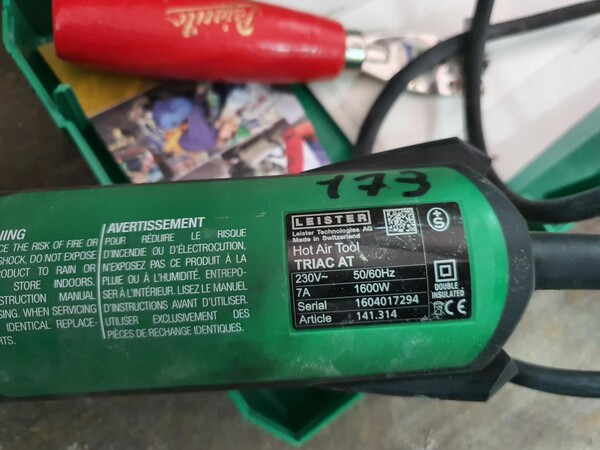 173
NING
CE THE RISK OF FIRE OR
SHOCK, DO NOT EXPOSE
ODUCT TO RAIN OR
STORE INDOORS.
STRUCTION MANUAL
SING. WHEN SERVICING
IDENTICAL REPLACE-
RTS.
AVERTISSEMENT
POUR RÉDUIRE LE RISQUE
D'INCENDIE OU D'ÉLECTROCUTION,
N'EXPOSEZ PAS CE PRODUIT À LA
PLUIE OU À L'HUMIDITÉ. ENTREPO-
SER À L'INTÉRIEUR. LISEZ LE MANUEL
D'INSTRUCTIONS AVANT D'UTILISER.
UTILISER EXCLUSIVEMENT DES
PIÈCES DE RECHANGE IDENTIQUES.
LEISTER
Leister Technologies AG
Made in Switzerland
Hot Air Tool
TRIAC AT
230V~ 50/60Hz
7A 1600W
Serial 1604017294
Article 141.314
DOUBLE
INSULATED
CE